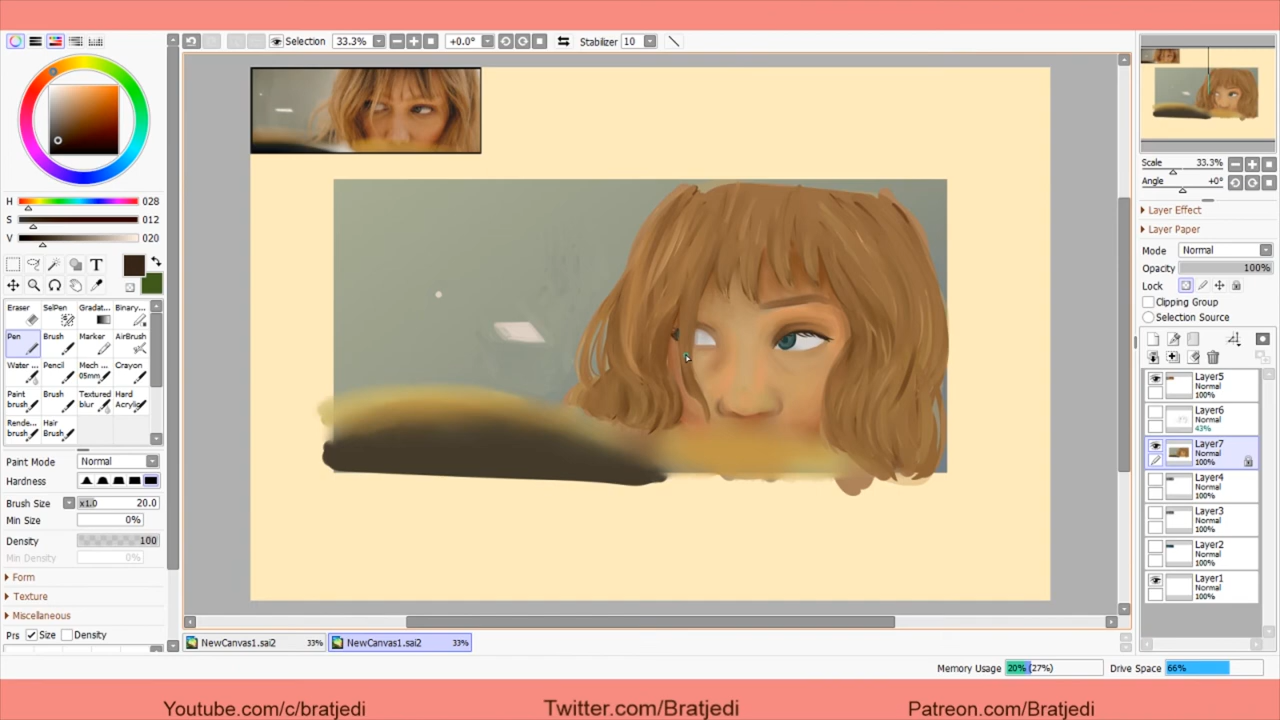 Selection 33.3% +0.0° Stabilizer 10
H 028
S 012
V 020
T
Eraser SelPen Gradat... Binary...
Pen Brush Marker AirBrush
Water ... Pencil Mech ... 05mm Crayon
Paint brush Brush Textured blur Hard Acrylic
Rende... brush Hair Brush
Paint Mode Normal
Hardness
Brush Size x1.0 20.0
Min Size 0%
Density 100
Min Density 0%
Form
Texture
Miscellaneous
Prs Size Density
Scale 33.3%
Angle +0°
Layer Effect
Layer Paper
Mode Normal
Opacity 100%
Lock
Clipping Group
Selection Source
Layer5
Normal
100%
Layer6
Normal
43%
Layer7
Normal
100%
Layer4
Normal
100%
Layer3
Normal
100%
Layer2
Normal
100%
Layer1
Normal
100%
NewCanvas1.sai2 33% NewCanvas1.sai2 33%
Memory Usage 20% (27%) Drive Space 66%
Youtube.com/c/bratjedi Twitter.com/Bratjedi Patreon.com/Bratjedi